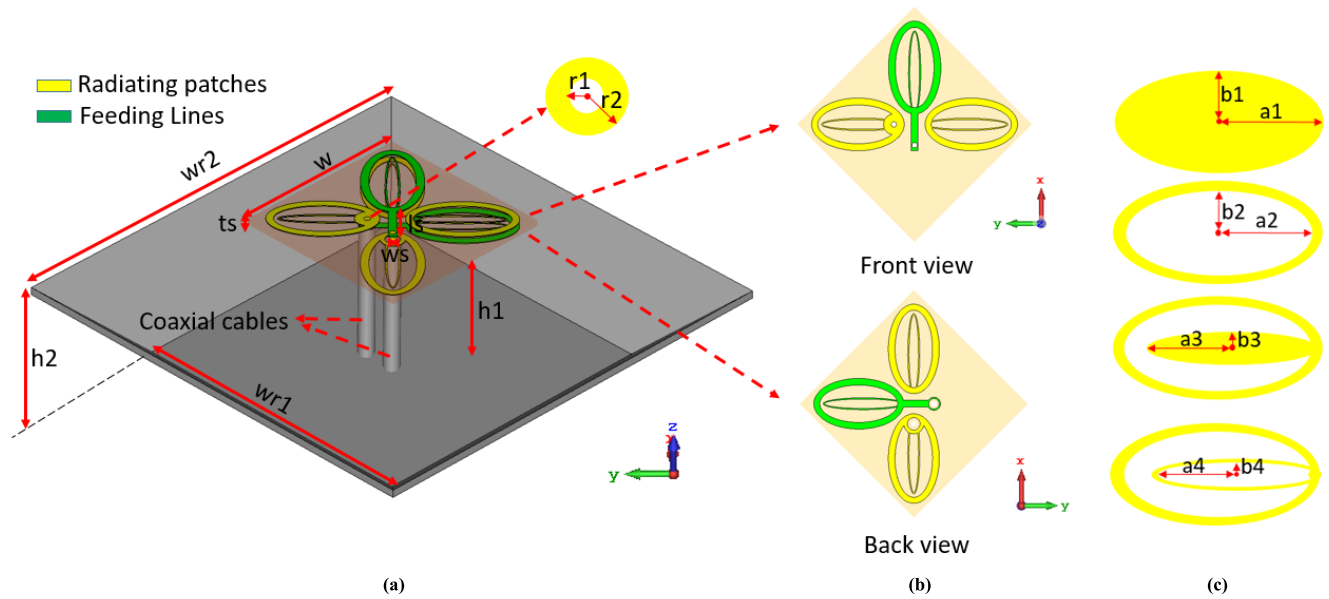 Radiating patches
Feeding Lines
wr2
w
r1
r2
ts
ls
ws
Coaxial cables
h1
h2
wr1
z
x
y
(a)
x
y
z
Front view
x
y
Back view
(b)
b1
a1
b2
a2
a3
b3
a4
b4
(c)